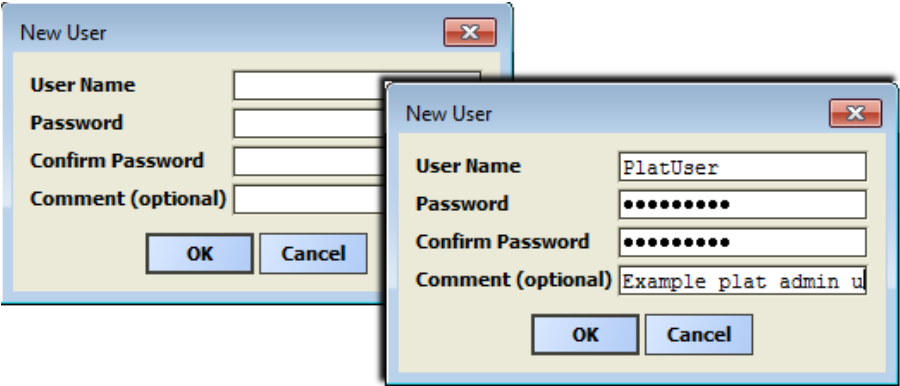 New User
User Name
Password
Confirm Password
Comment (optional)
OK Cancel
New User
User Name PlatUser
Password •••••••••
Confirm Password •••••••••
Comment (optional) Example plat admin u
OK Cancel